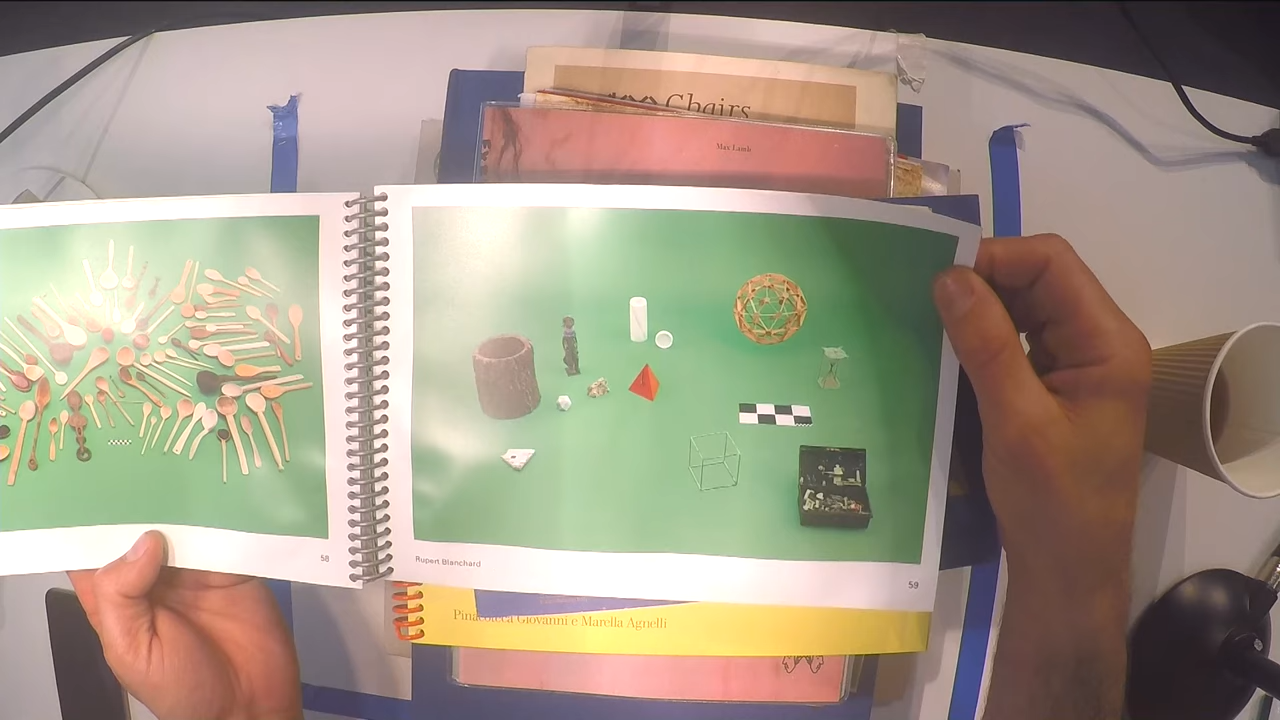 Chairs
Max Lamb
58
Rupert Blanchard
59
Pinacoteca Giovanni e Marella Agnelli